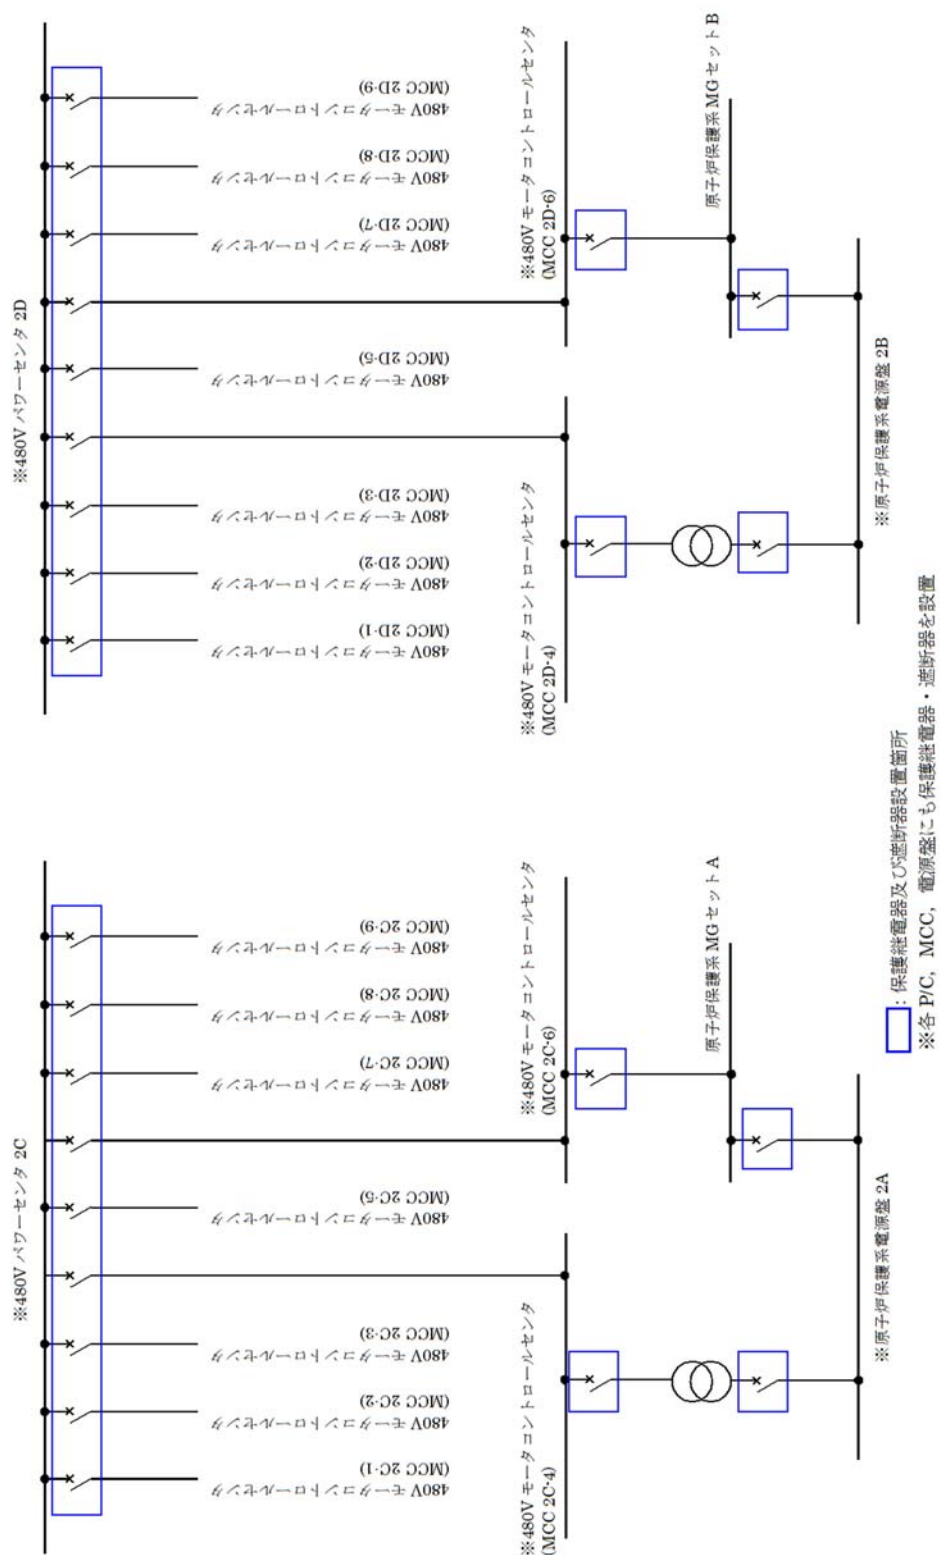 ※480V パワーセンタ 2C
480V モータコントロールセンタ
(MCC 2C-1)
480V モータコントロールセンタ
(MCC 2C-2)
480V モータコントロールセンタ
(MCC 2C-3)
480V モータコントロールセンタ
(MCC 2C-5)
480V モータコントロールセンタ
(MCC 2C-7)
480V モータコントロールセンタ
(MCC 2C-8)
480V モータコントロールセンタ
(MCC 2C-9)
※480V モータコントロールセンタ
(MCC 2C-4)
※480V モータコントロールセンタ
(MCC 2C-6)
原子炉保護系 MG セット A
※原子炉保護系電源盤 2A
※480V パワーセンタ 2D
480V モータコントロールセンタ
(MCC 2D-1)
480V モータコントロールセンタ
(MCC 2D-2)
480V モータコントロールセンタ
(MCC 2D-3)
480V モータコントロールセンタ
(MCC 2D-5)
480V モータコントロールセンタ
(MCC 2D-7)
480V モータコントロールセンタ
(MCC 2D-8)
480V モータコントロールセンタ
(MCC 2D-9)
※480V モータコントロールセンタ
(MCC 2D-4)
※480V モータコントロールセンタ
(MCC 2D-6)
原子炉保護系 MG セット B
※原子炉保護系電源盤 2B
：保護継電器及び遮断器設置箇所
※各 P/C, MCC, 電源盤にも保護継電器・遮断器を設置